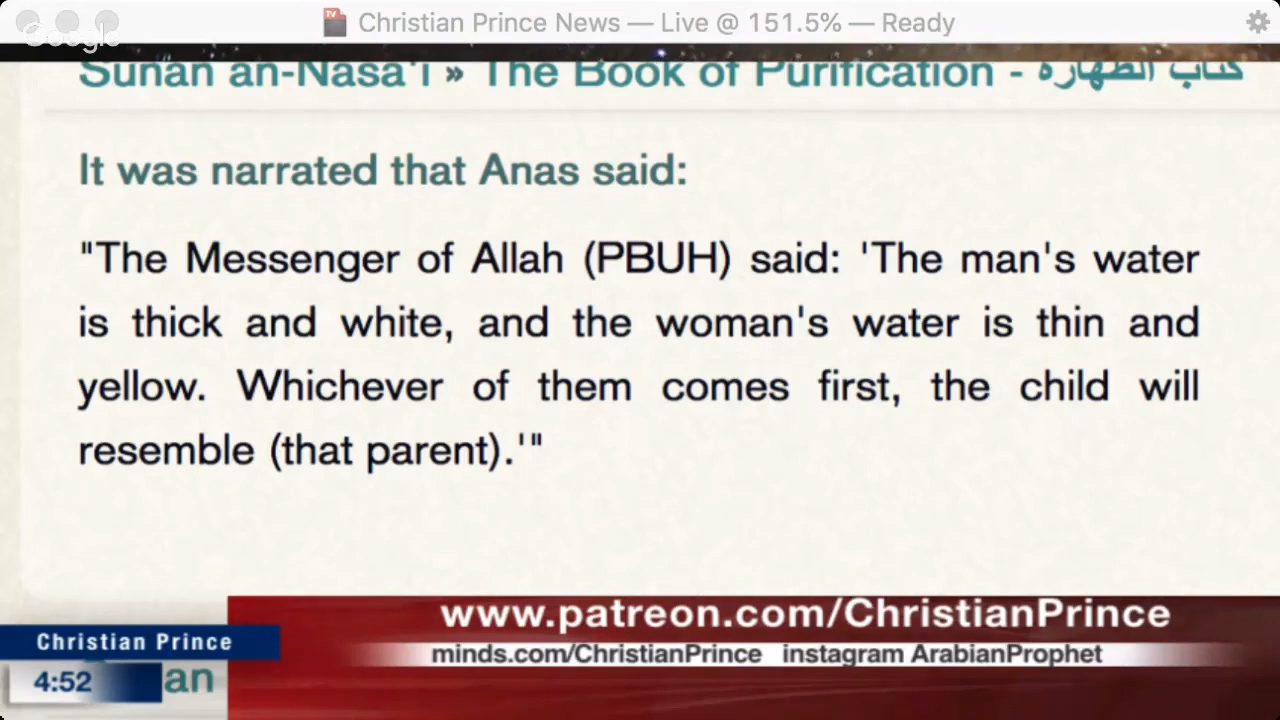 Christian Prince News — Live @ 151.5% — Ready
Google
Sunan an-Nasa'i » The Book of Purification - كتاب الطهارة
It was narrated that Anas said:
"The Messenger of Allah (PBUH) said: 'The man's water
is thick and white, and the woman's water is thin and
yellow. Whichever of them comes first, the child will
resemble (that parent).'"
www.patreon.com/ChristianPrince
Christian Prince
minds.com/ChristianPrince instagram ArabianProphet
4:52
an